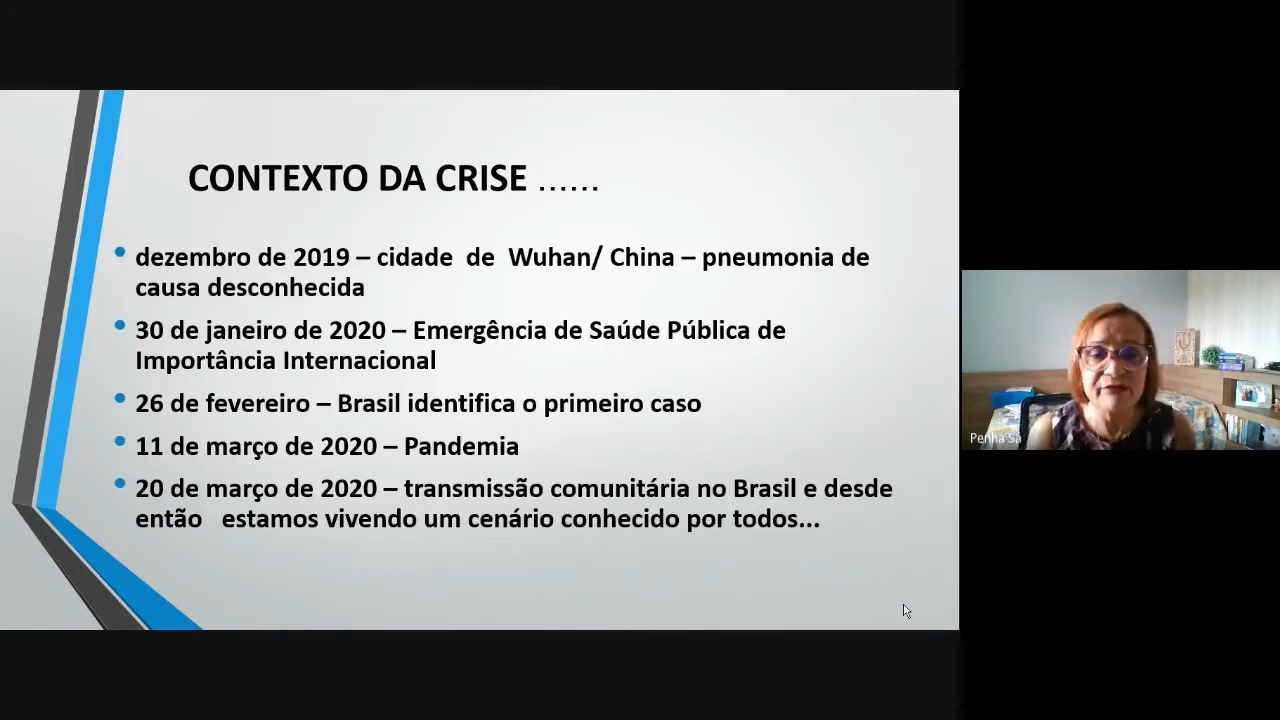 CONTEXTO DA CRISE ......
• dezembro de 2019 – cidade de Wuhan/ China – pneumonia de
causa desconhecida
• 30 de janeiro de 2020 – Emergência de Saúde Pública de
Importância Internacional
• 26 de fevereiro – Brasil identifica o primeiro caso
• 11 de março de 2020 – Pandemia
• 20 de março de 2020 – transmissão comunitária no Brasil e desde
então estamos vivendo um cenário conhecido por todos...
Penha Sá